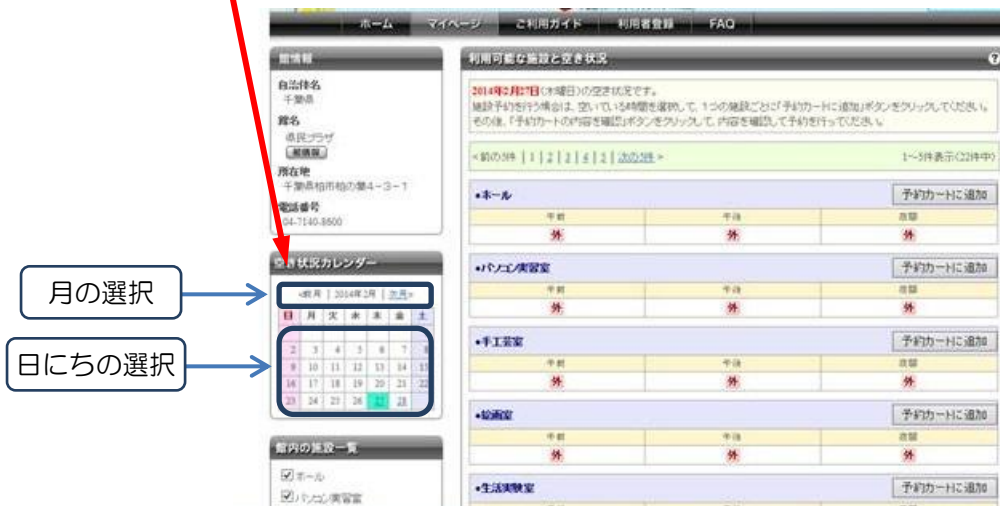 ホーム マイページ ご利用ガイド 利用者登録 FAQ
館情報
自治体名
千葉県
館名
県民プラザ
館情報
所在地
千葉県柏市柏の葉4-3-1
電話番号
04-7140-8600
空き状況カレンダー
月の選択
<前月 | 2014年2月 | 次月>
日 月 火 水 木 金 土
日にちの選択
2 3 4 5 6 7 8
9 10 11 12 13 14 15
16 17 18 19 20 21 22
23 24 25 26 27 28
館内の施設一覧
ホール
パソコン実習室
利用可能な施設と空き状況
2014年2月27日(木曜日)の空き状況です。
施設予約を行う場合は、空いている時間を選択して、1つの施設ごとに「予約カートに追加」ボタンをクリックしてください。
その後、「予約カートの内容を確認」ボタンをクリックして、内容を確認して予約を行ってください。
<前の5件 | 1 | 2 | 3 | 4 | 5 | 次の5件 > 1～5件表示(22件中)
•ホール 予約カートに追加
午前 午後 夜間
外 外 外
•パソコン実習室 予約カートに追加
午前 午後 夜間
外 外 外
•手工芸室 予約カートに追加
午前 午後 夜間
外 外 外
•絵画室 予約カートに追加
午前 午後 夜間
外 外 外
•生活実験室 予約カートに追加